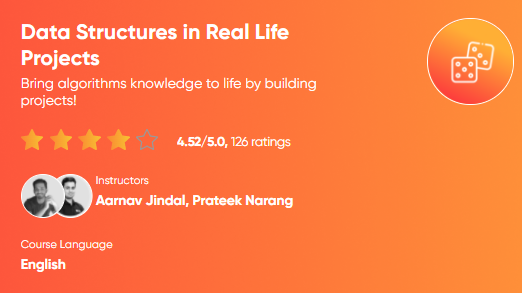 Data Structures in Real Life
Projects
Bring algorithms knowledge to life by building
projects!
4.52/5.0, 126 ratings
Instructors
Aarnav Jindal, Prateek Narang
Course Language
English